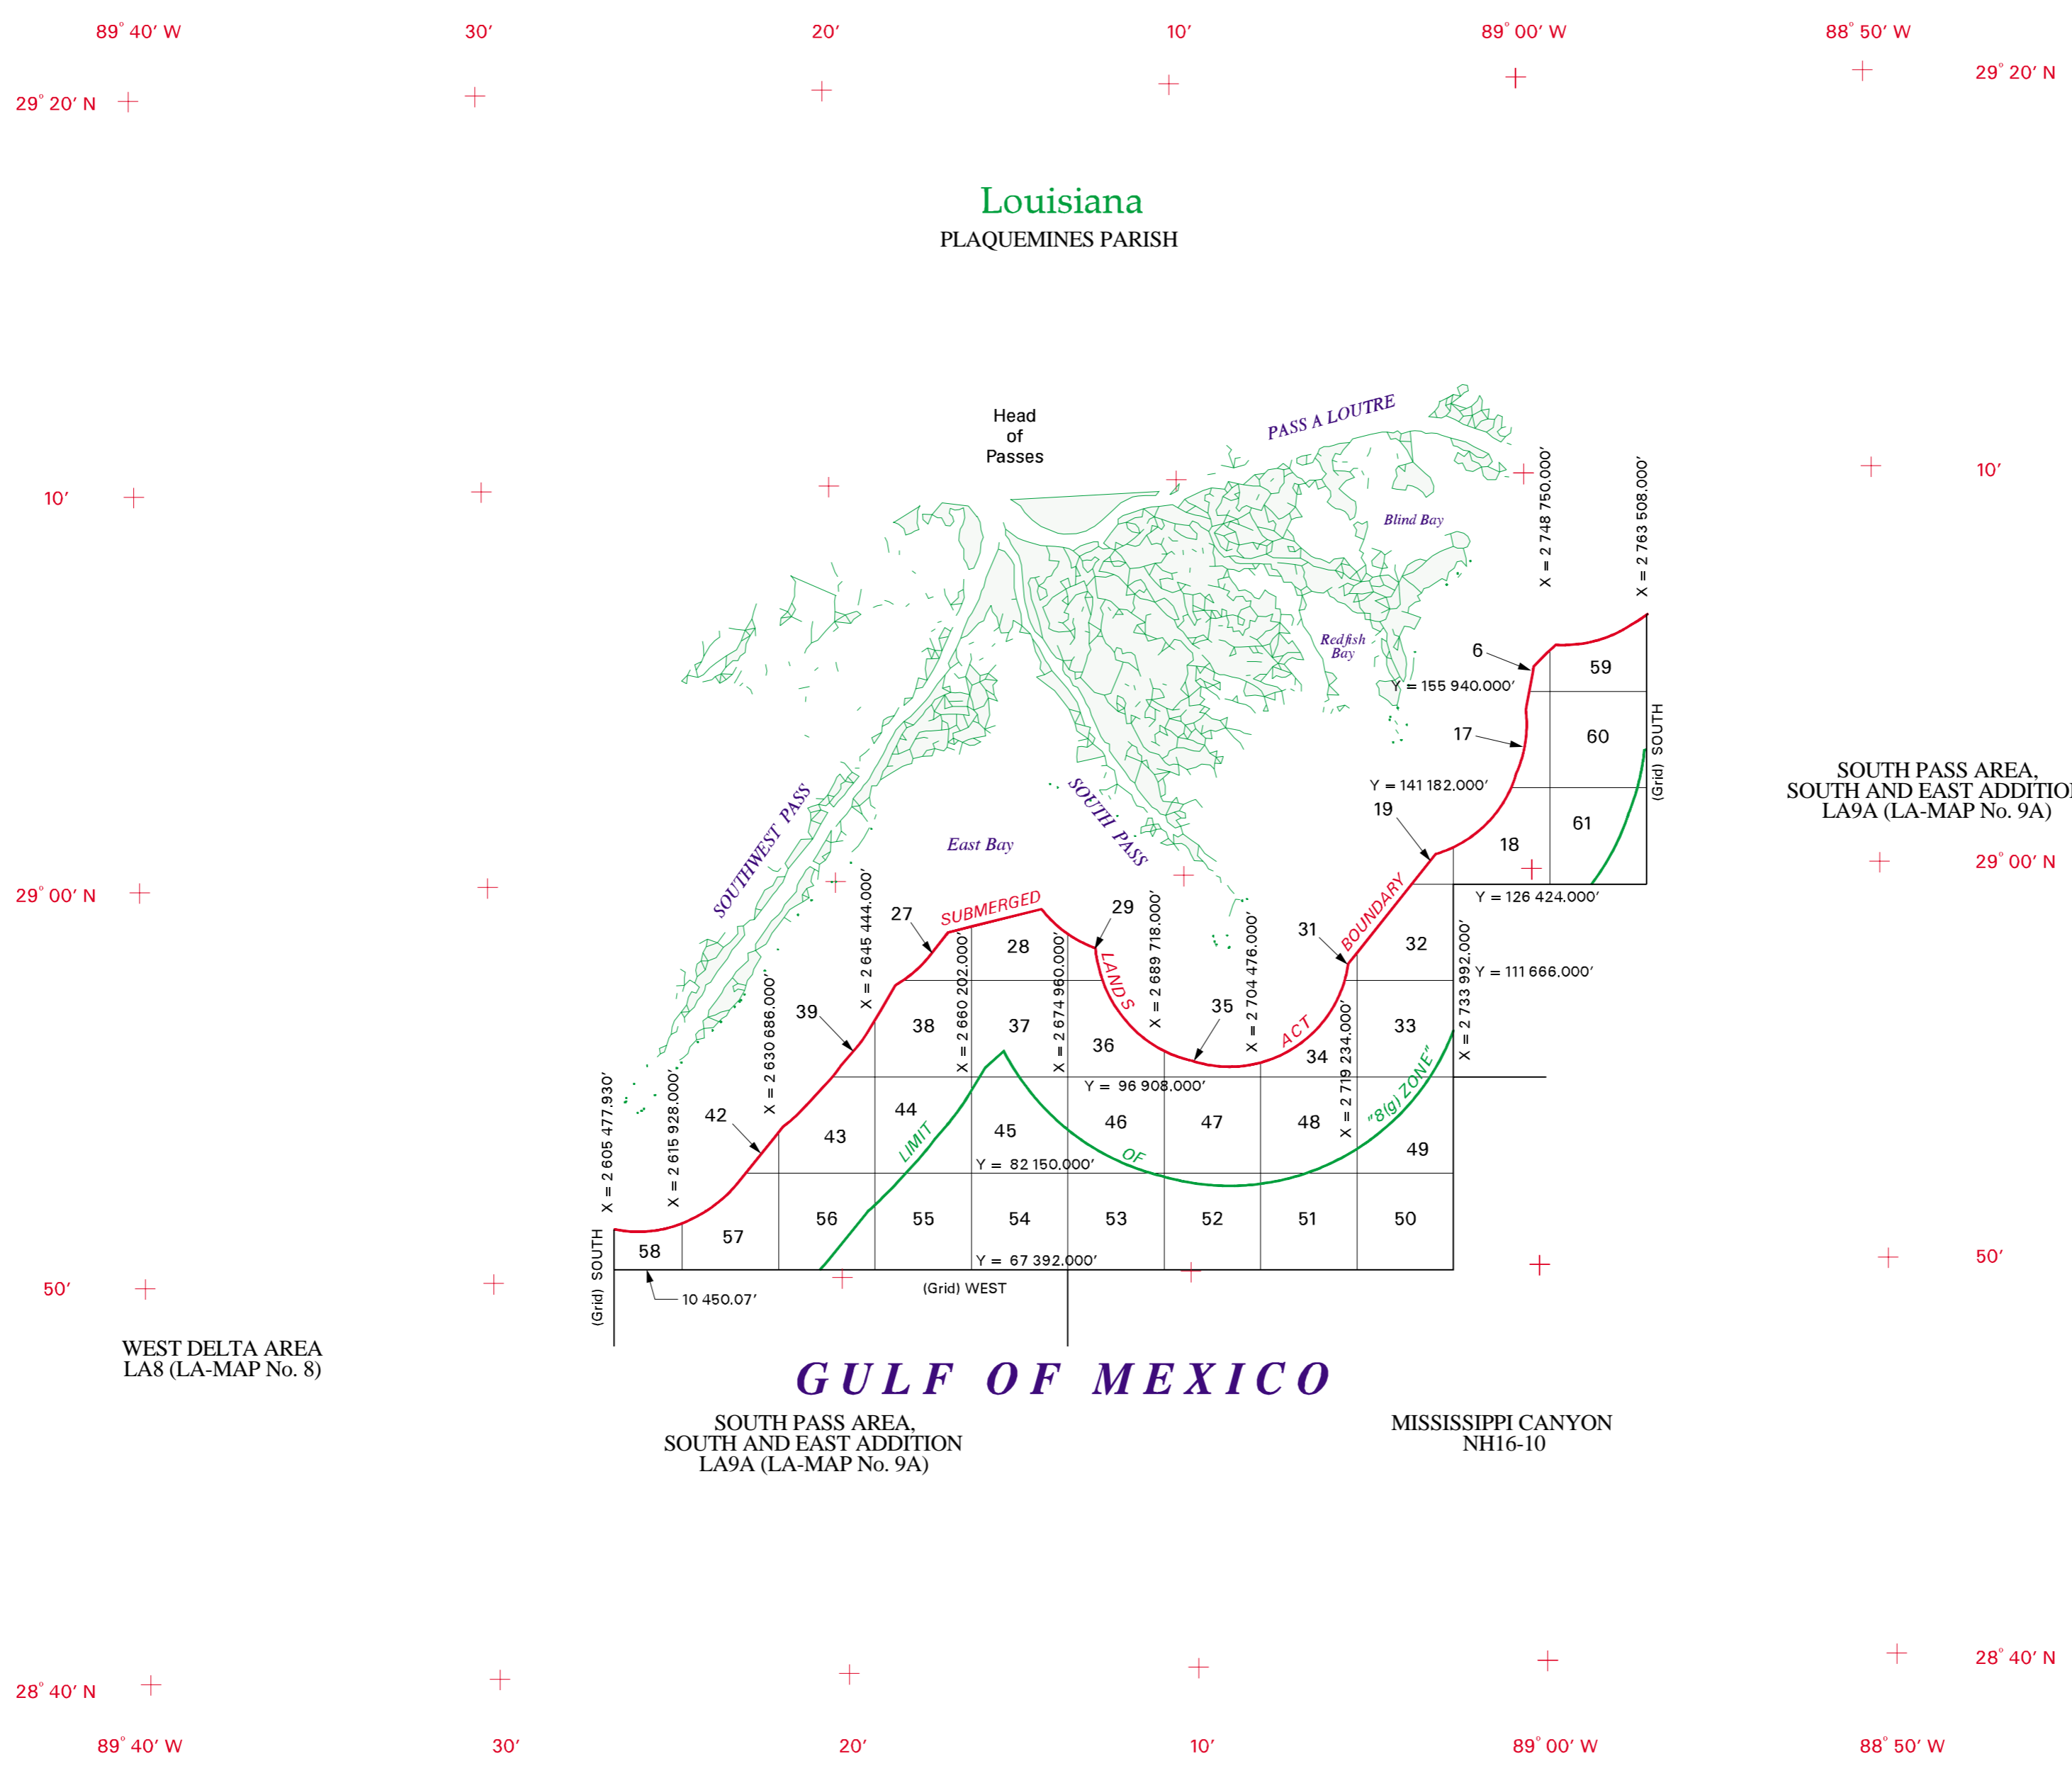 89° 40′ W
30′
20′
10′
89° 00′ W
88° 50′ W
29° 20′ N
29° 20′ N
Louisiana
PLAQUEMINES PARISH
Head
of
Passes
PASS A LOUTRE
10′
10′
X = 2 748 750.000′
X = 2 763 508.000′
Blind Bay
Redfish
Bay
6
59
Y = 155 940.000′
17
60
(Grid) SOUTH
Y = 141 182.000′
19
18
61
SOUTH PASS AREA,
SOUTH AND EAST ADDITIO
LA9A (LA-MAP No. 9A)
SOUTHWEST PASS
SOUTH PASS
East Bay
29° 00′ N
29° 00′ N
Y = 126 424.000′
X = 2 645 444.000′
27
SUBMERGED
28
29
LANDS
X = 2 660 202.000′
X = 2 674 960.000′
X = 2 689 718.000′
X = 2 704 476.000′
31
BOUNDARY
32
X = 2 733 992.000′
Y = 111 666.000′
X = 2 630 686.000′
39
38
37
36
35
ACT
34
X = 2 719 234.000′
33
Y = 96 908.000′
X = 2 605 477.930′
X = 2 615 928.000′
42
43
44
LIMIT
45
46
OF
47
48
"8(g) ZONE"
49
Y = 82 150.000′
58
57
56
55
54
53
52
51
50
Y = 67 392.000′
(Grid) SOUTH
(Grid) WEST
10 450.07′
50′
50′
WEST DELTA AREA
LA8 (LA-MAP No. 8)
GULF OF MEXICO
SOUTH PASS AREA,
SOUTH AND EAST ADDITION
LA9A (LA-MAP No. 9A)
MISSISSIPPI CANYON
NH16-10
28° 40′ N
28° 40′ N
89° 40′ W
30′
20′
10′
89° 00′ W
88° 50′ W